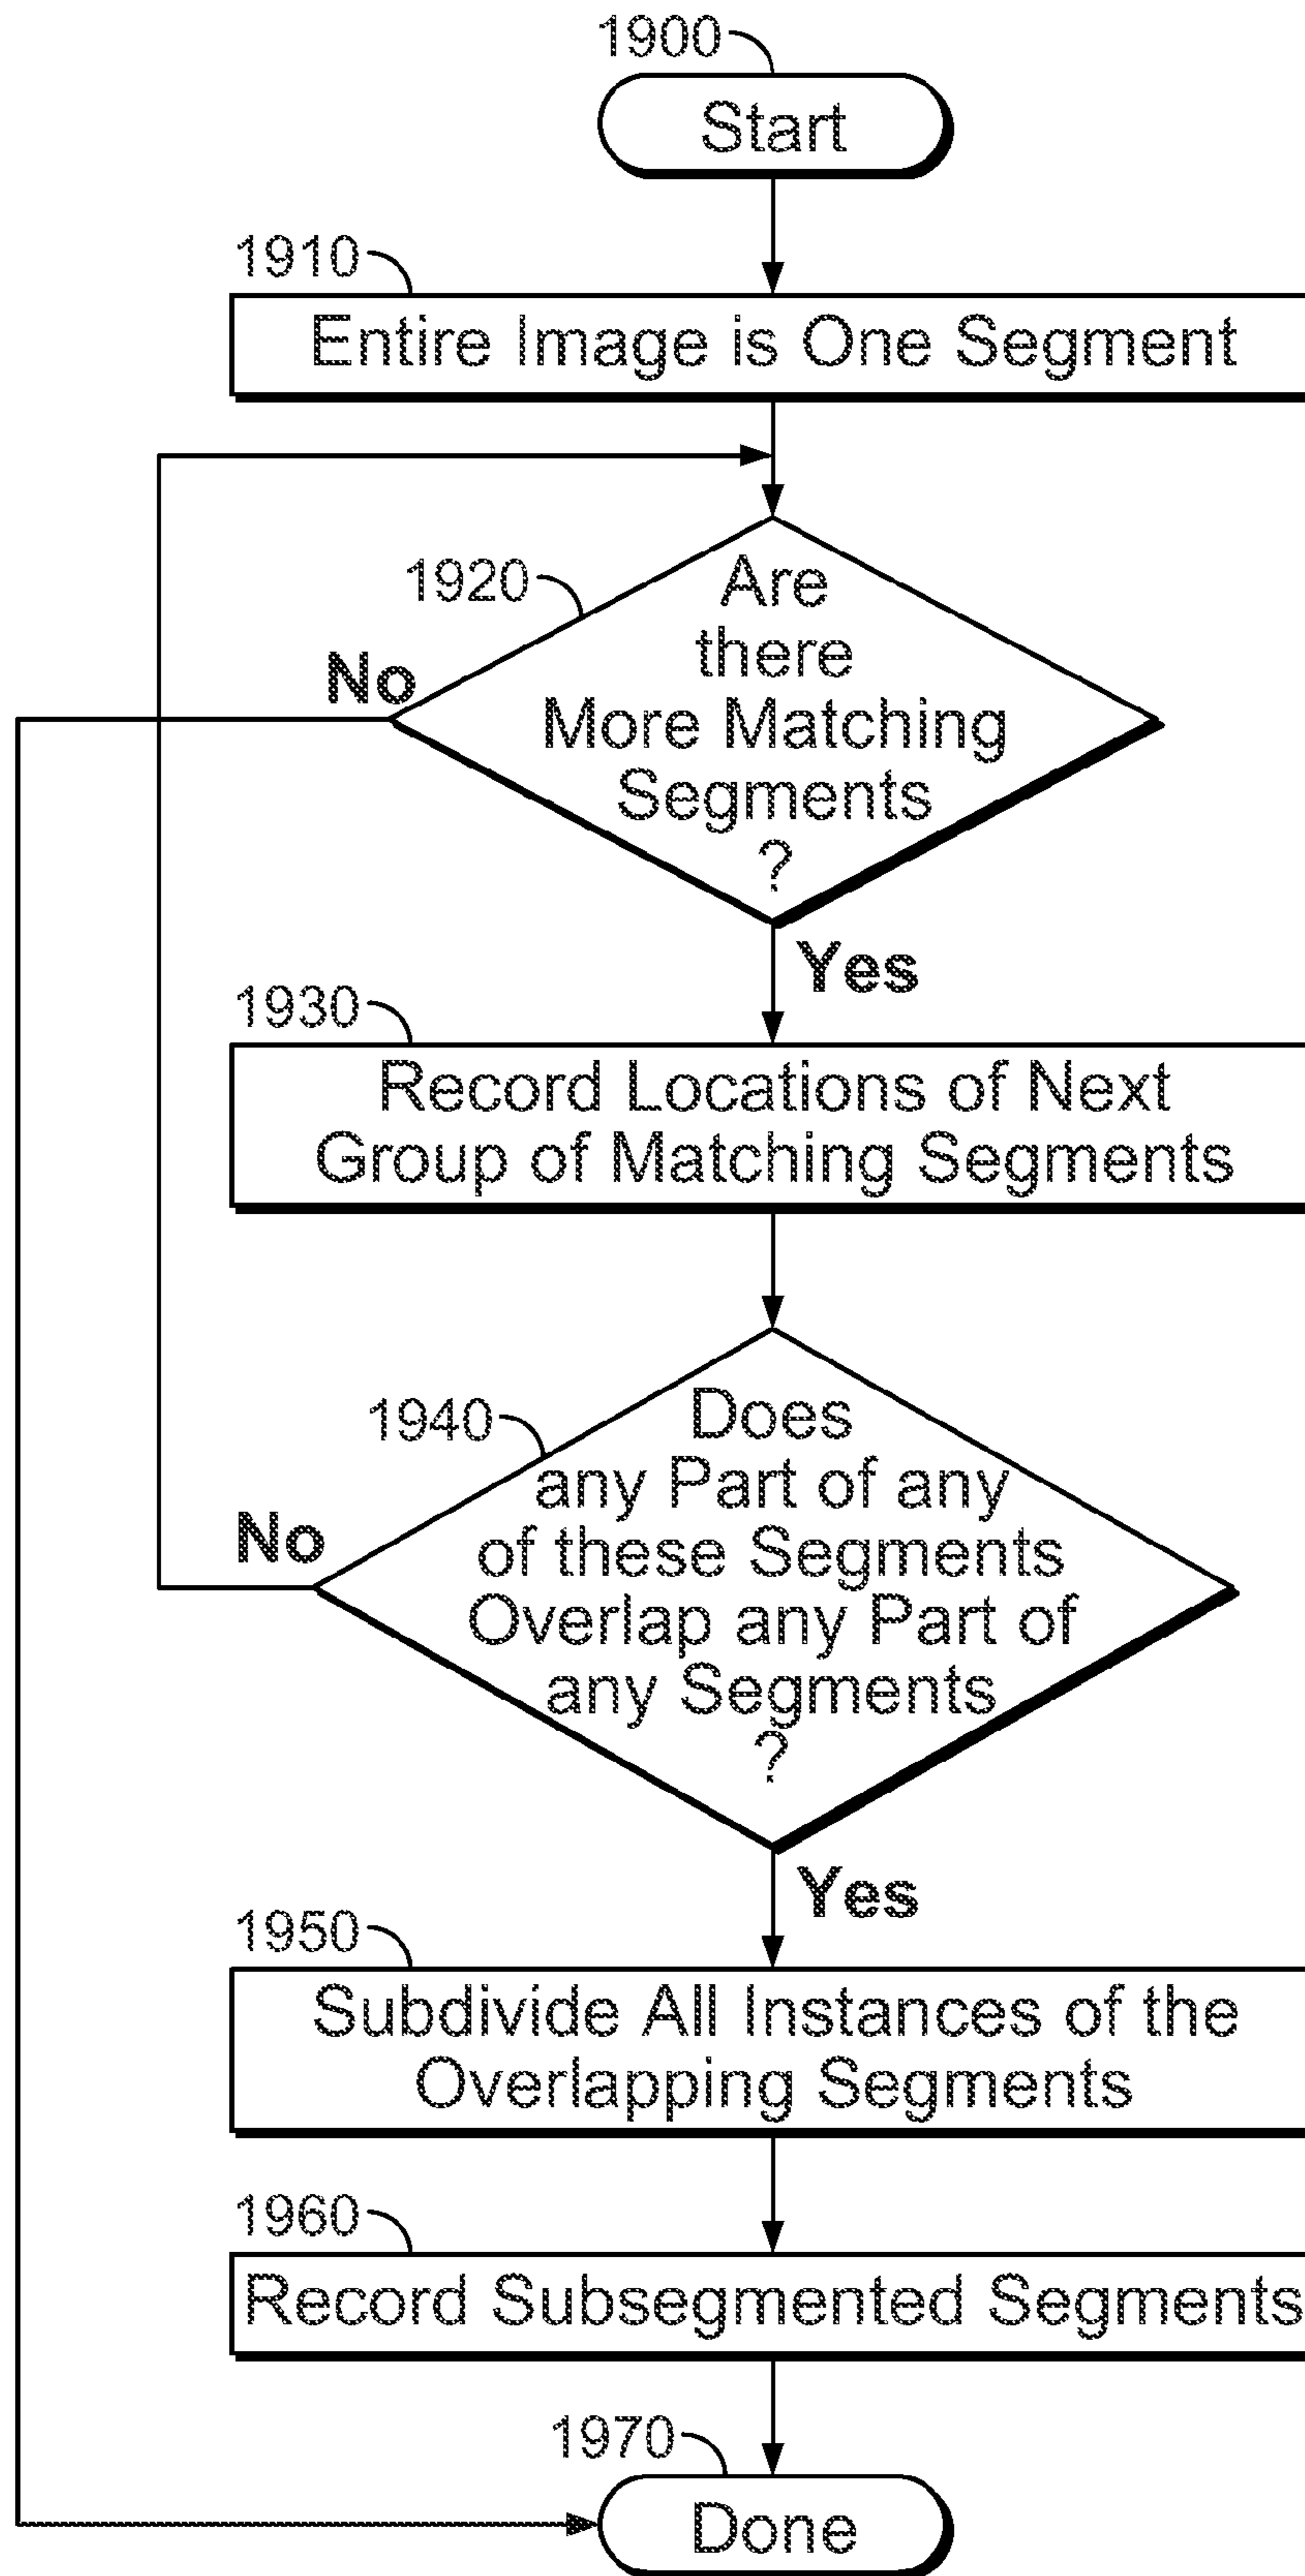 1900
Start
1910
Entire Image is One Segment
1920
Are
there
More Matching
Segments
?
No
Yes
1930
Record Locations of Next
Group of Matching Segments
1940
Does
any Part of any
of these Segments
Overlap any Part of
any Segments
?
No
Yes
1950
Subdivide All Instances of the
Overlapping Segments
1960
Record Subsegmented Segments
1970
Done